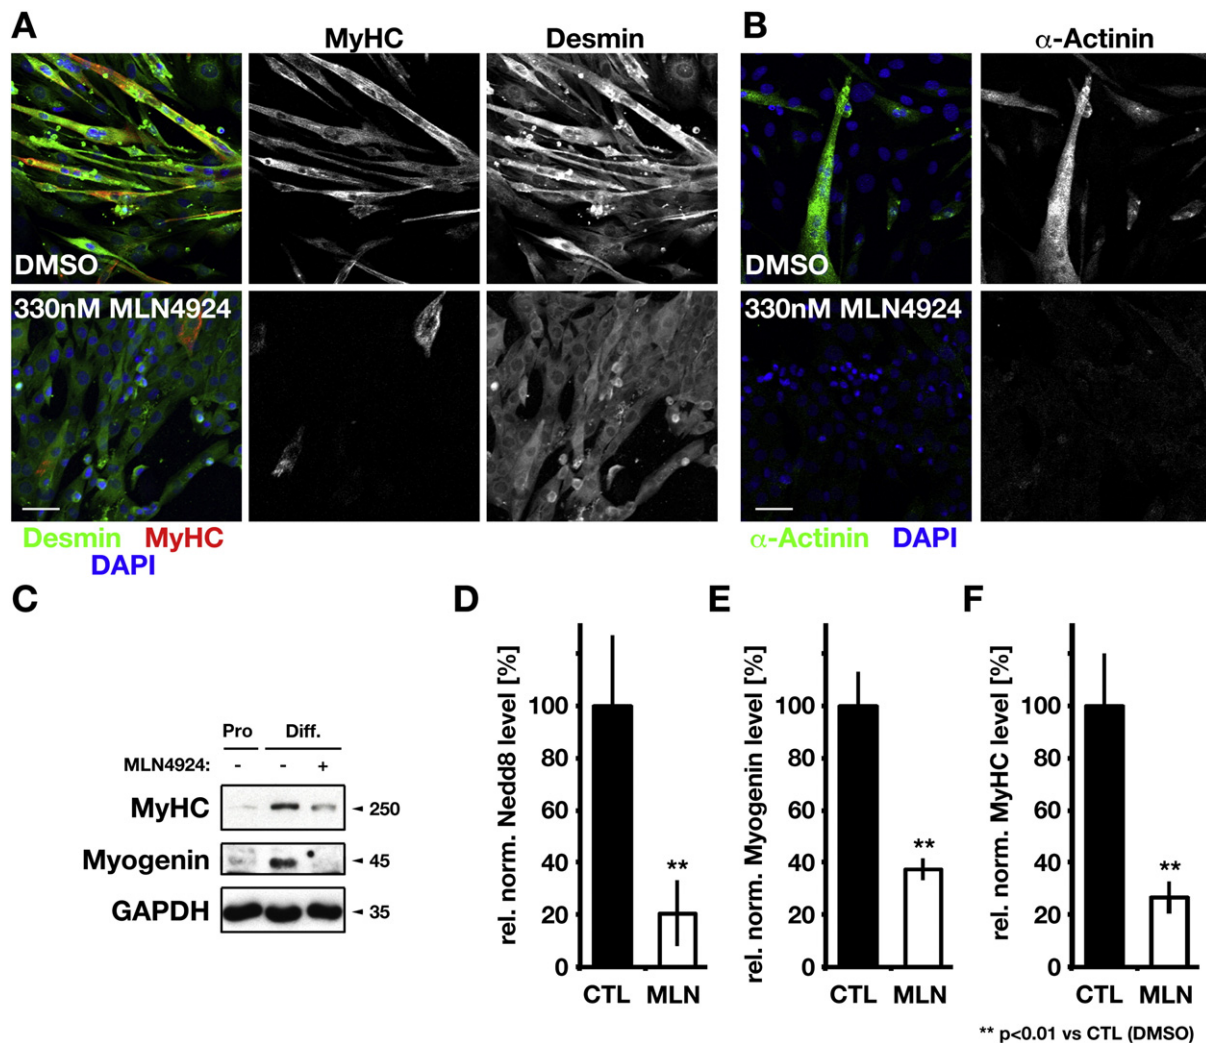 A
B
MyHC
Desmin
α-Actinin
DMSO
DMSO
330nM MLN4924
330nM MLN4924
Desmin MyHC
DAPI
α-Actinin DAPI
C
D
E
F
Pro Diff.
MLN4924: - - +
MyHC 250
Myogenin 45
GAPDH 35
rel. norm. Nedd8 level [%]
100
80
60
40
20
0
**
CTL MLN
rel. norm. Myogenin level [%]
100
80
60
40
20
0
**
CTL MLN
rel. norm. MyHC level [%]
100
80
60
40
20
0
**
CTL MLN
** p<0.01 vs CTL (DMSO)